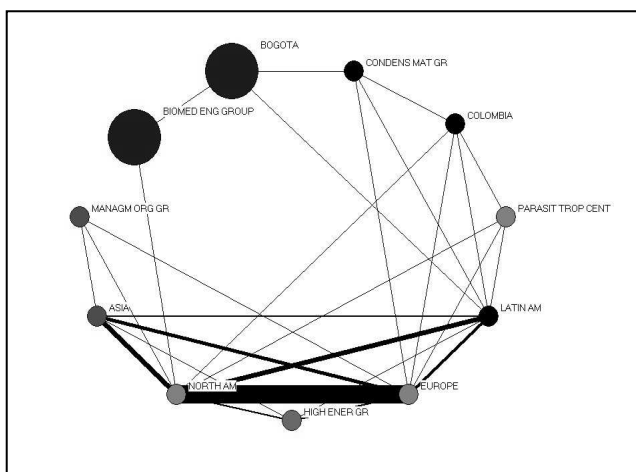 BOGOTA
CONDENS MAT GR
BIOMED ENG GROUP
COLOMBIA
MANAGM ORG GR
PARASIT TROP CENT
ASIA
LATIN AM
NORTH AM
EUROPE
HIGH ENER GR